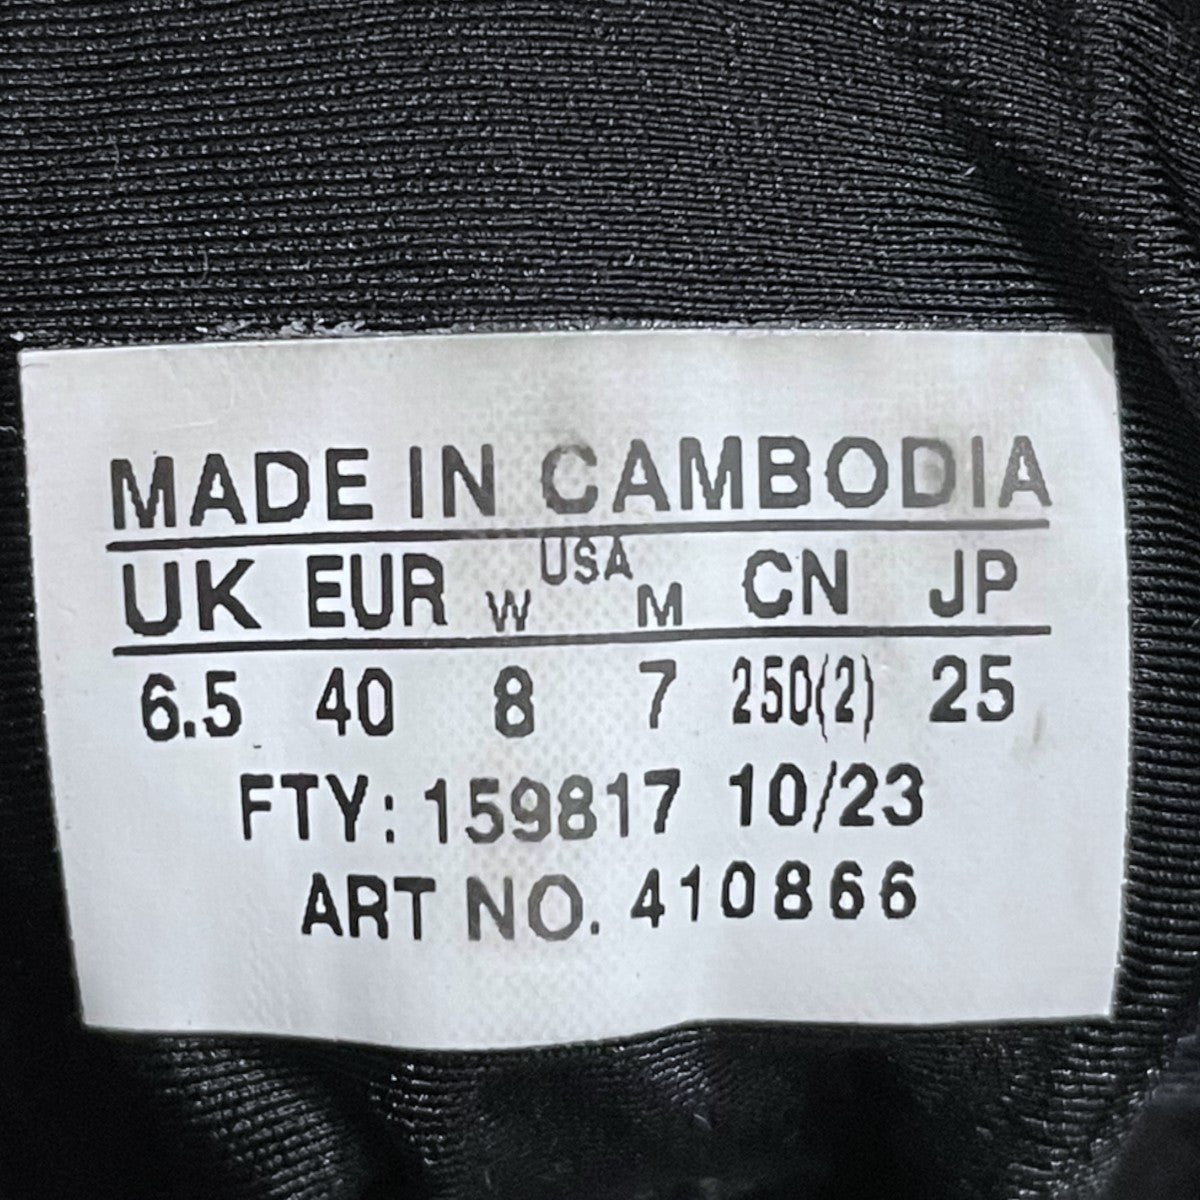 MADE IN CAMBODIA
UK EUR W USA M CN JP
6.5 40 8 7 250(2) 25
FTY: 159817 10/23
ART NO. 410866